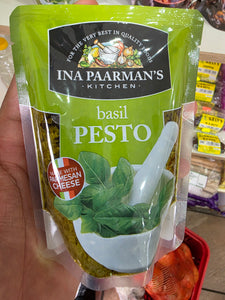 FOR THE VERY BEST IN QUALITY FOODS
INA PAARMAN'S
KITCHEN
basil
PESTO
MADE WITH
PARMESAN
CHEESE